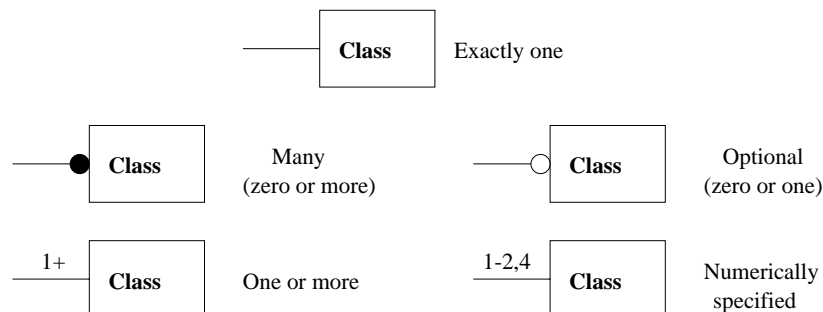 Class Exactly one
Class Many
(zero or more)
Class Optional
(zero or one)
1+
Class One or more
1-2,4
Class Numerically
specified